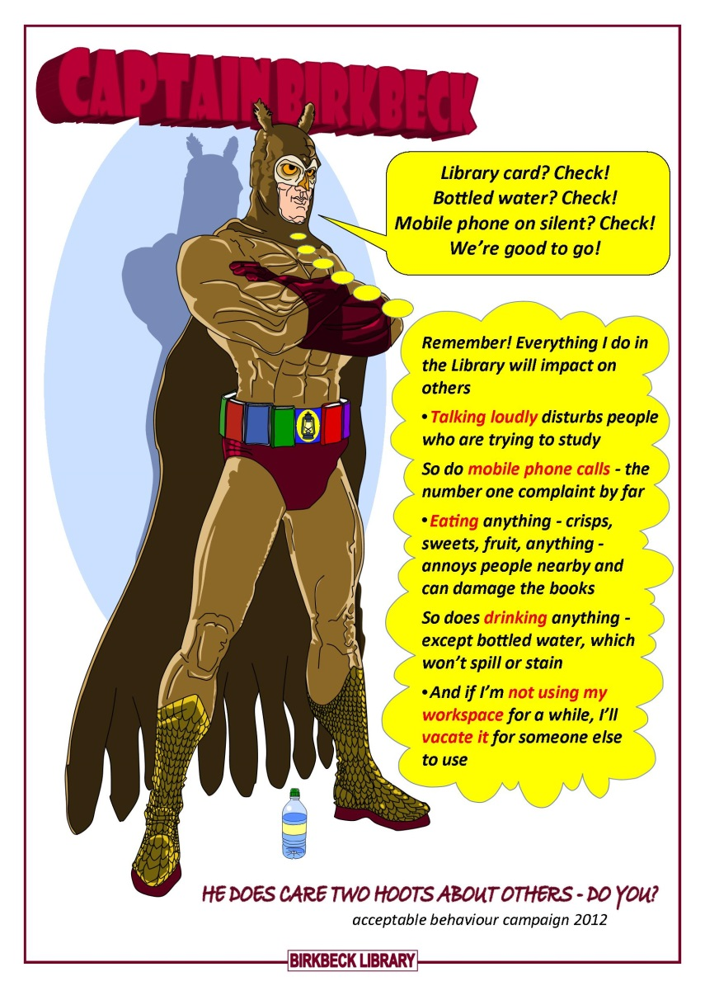 CAPTAIN BIRKBECK
Library card? Check!
Bottled water? Check!
Mobile phone on silent? Check!
We're good to go!
Remember! Everything I do in
the Library will impact on
others
•Talking loudly disturbs people
who are trying to study
So do mobile phone calls - the
number one complaint by far
•Eating anything - crisps,
sweets, fruit, anything -
annoys people nearby and
can damage the books
So does drinking anything -
except bottled water, which
won't spill or stain
•And if I'm not using my
workspace for a while, I'll
vacate it for someone else
to use
HE DOES CARE TWO HOOTS ABOUT OTHERS - DO YOU?
acceptable behaviour campaign 2012
BIRKBECK LIBRARY